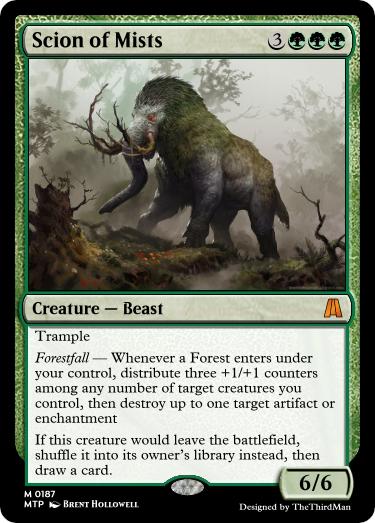 Scion of Mists 3
Creature — Beast
Trample
Forestfall — Whenever a Forest enters under
your control, distribute three +1/+1 counters
among any number of target creatures you
control, then destroy up to one target artifact or
enchantment
If this creature would leave the battlefield,
shuffle it into its owner's library instead, then
draw a card.
6/6
M 0187
MTP Brent Hollowell
Designed by TheThirdMan